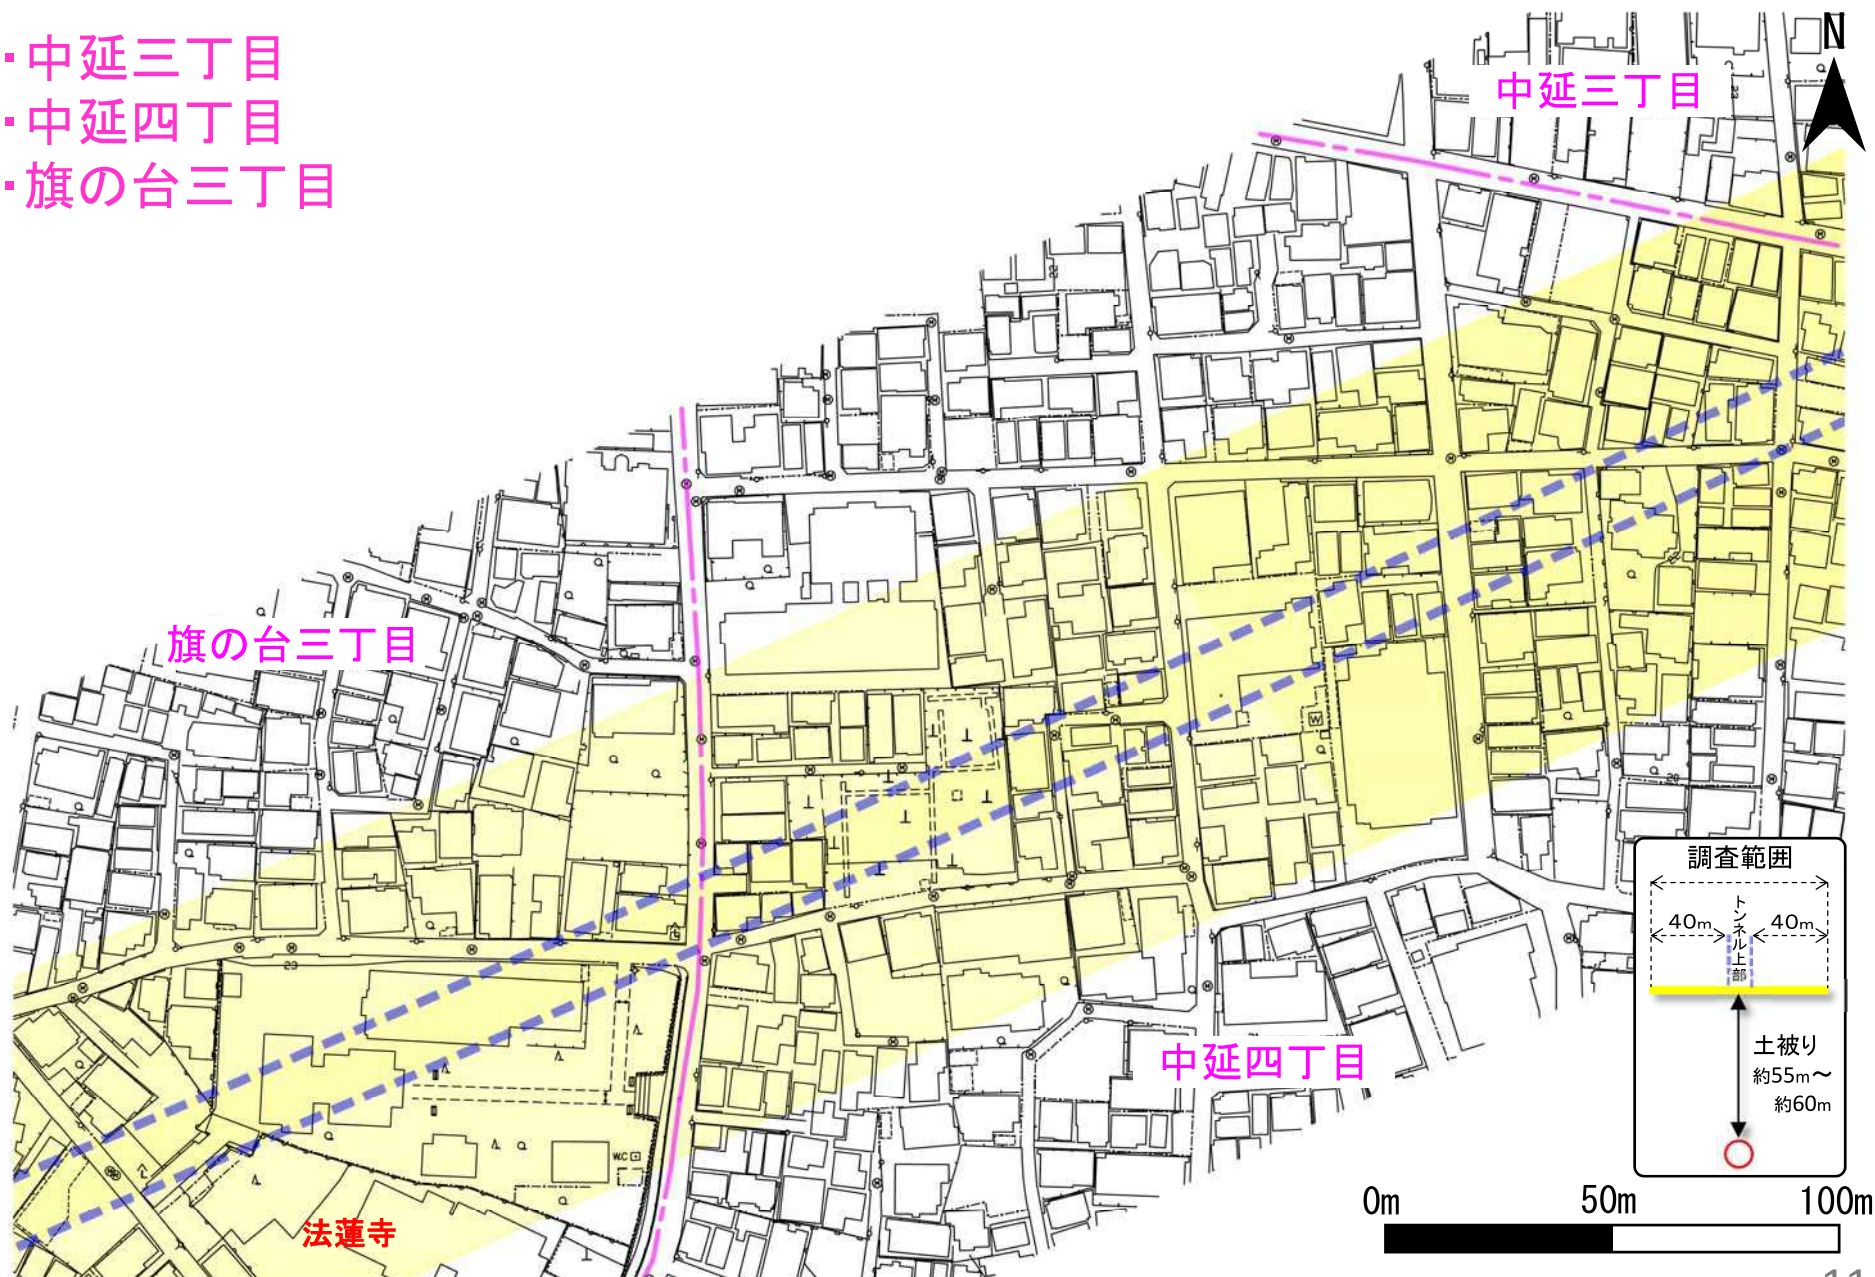 ・中延三丁目
・中延四丁目
・旗の台三丁目
N
中延三丁目
旗の台三丁目
中延四丁目
法蓮寺
23
W
WC
調査範囲
40m
トンネル上部
40m
土被り
約55m～
約60m
0m
50m
100m